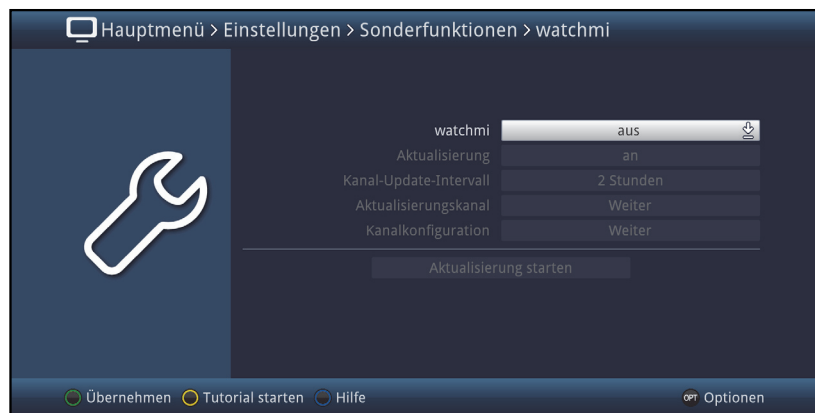 Hauptmenü > Einstellungen > Sonderfunktionen > watchmi
watchmi aus
Aktualisierung an
Kanal-Update-Intervall 2 Stunden
Aktualisierungskanal Weiter
Kanalkonfiguration Weiter
Aktualisierung starten
Übernehmen Tutorial starten Hilfe OPT Optionen